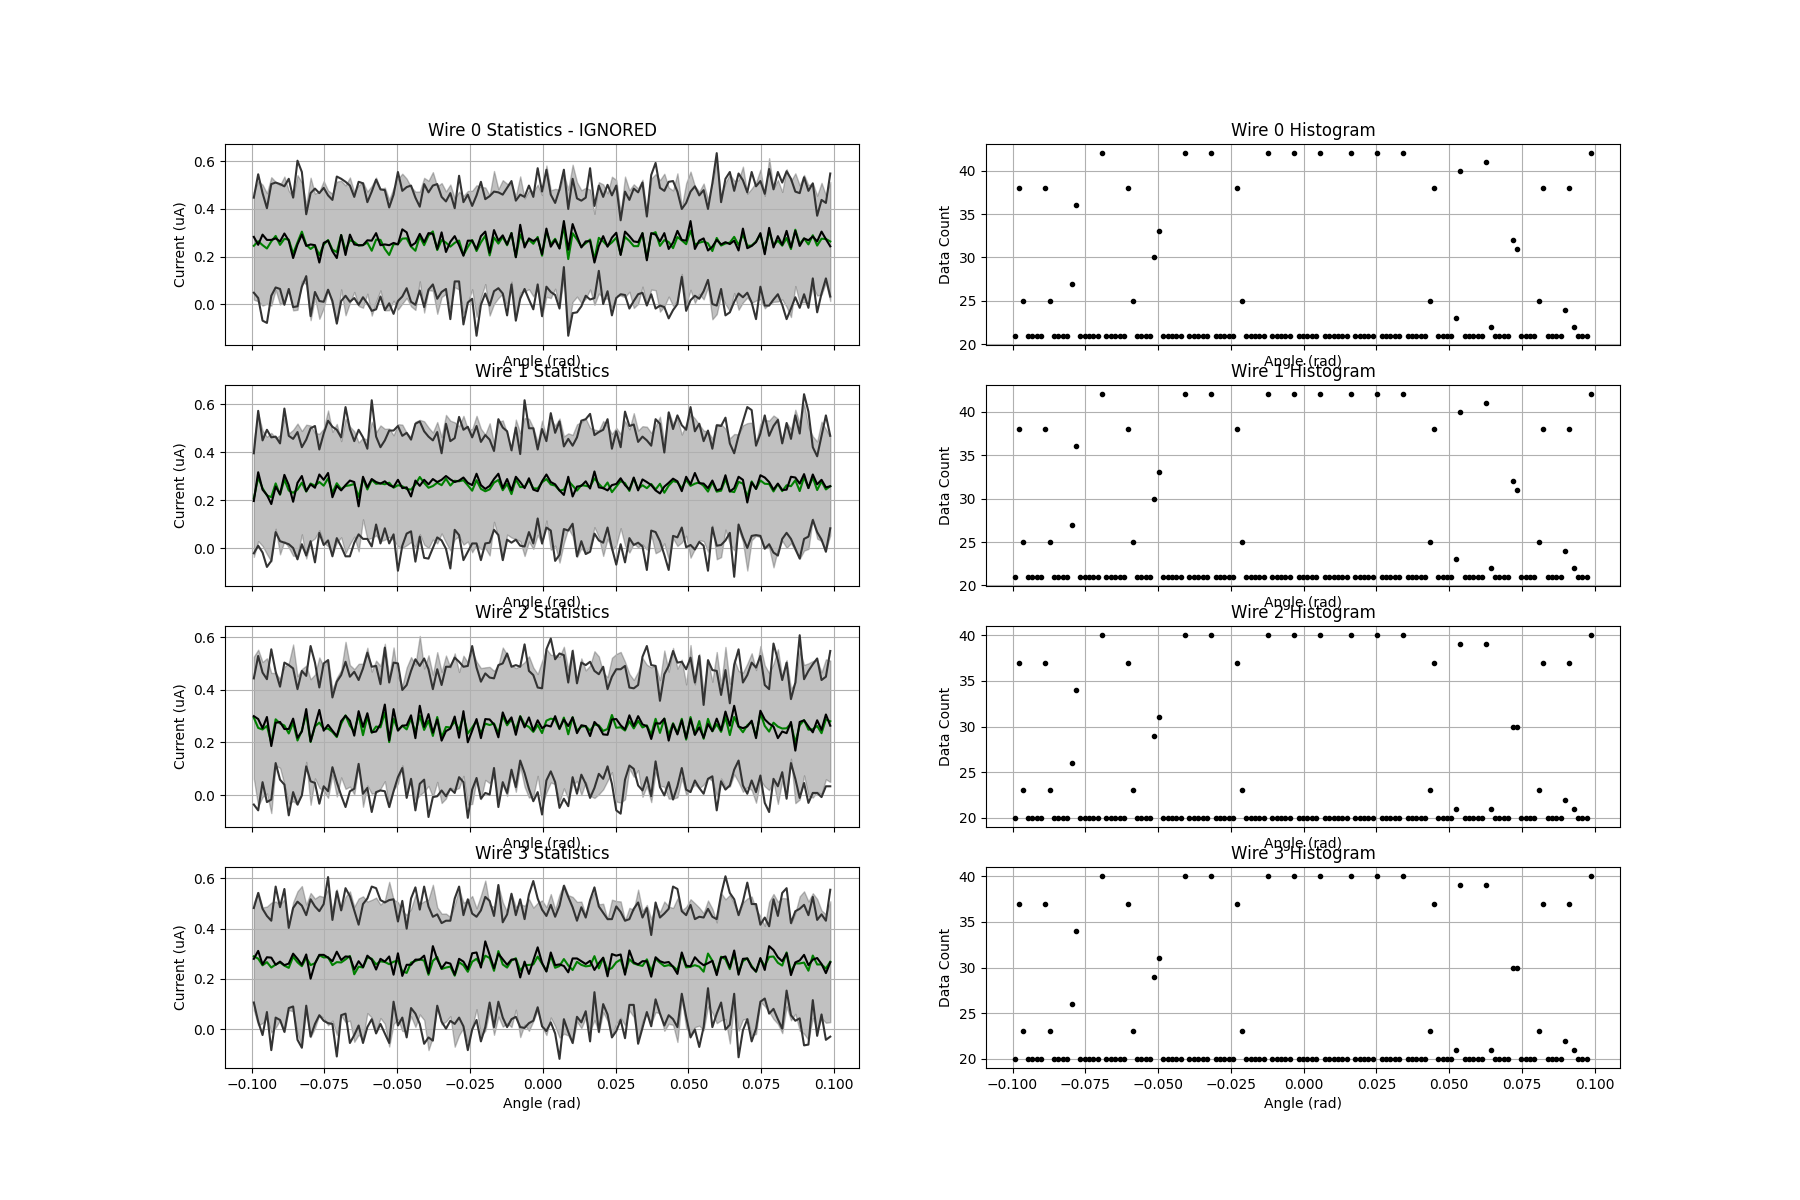 Wire 0 Statistics - IGNORED
Current (uA)
0.6
0.4
0.2
0.0
Angle (rad)
Wire 0 Histogram
Data Count
40
35
30
25
20
Angle (rad)
Wire 1 Statistics
Current (uA)
0.6
0.4
0.2
0.0
Angle (rad)
Wire 1 Histogram
Data Count
40
35
30
25
20
Angle (rad)
Wire 2 Statistics
Current (uA)
0.6
0.4
0.2
0.0
Angle (rad)
Wire 2 Histogram
Data Count
40
35
30
25
20
Angle (rad)
Wire 3 Statistics
Current (uA)
0.6
0.4
0.2
0.0
−0.100 −0.075 −0.050 −0.025 0.000 0.025 0.050 0.075 0.100
Angle (rad)
Wire 3 Histogram
Data Count
40
35
30
25
20
−0.100 −0.075 −0.050 −0.025 0.000 0.025 0.050 0.075 0.100
Angle (rad)